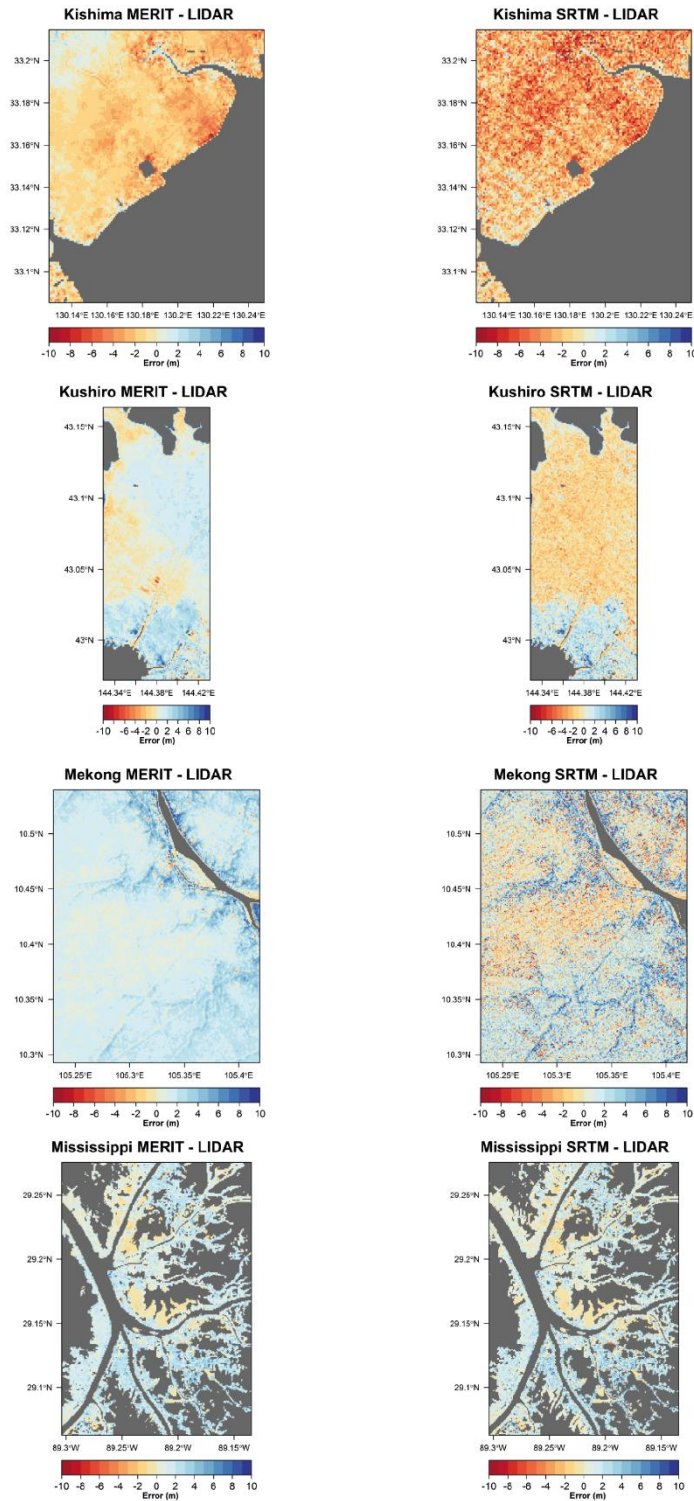 Kishima MERIT - LIDAR
33.2°N
33.18°N
33.16°N
33.14°N
33.12°N
33.1°N
130.14°E 130.16°E 130.18°E 130.2°E 130.22°E 130.24°E
-10 -8 -6 -4 -2 0 2 4 6 8 10
Error (m)
Kishima SRTM - LIDAR
33.2°N
33.18°N
33.16°N
33.14°N
33.12°N
33.1°N
130.14°E 130.16°E 130.18°E 130.2°E 130.22°E 130.24°E
-10 -8 -6 -4 -2 0 2 4 6 8 10
Error (m)
Kushiro MERIT - LIDAR
43.15°N
43.1°N
43.05°N
43°N
144.34°E 144.38°E 144.42°E
-10 -8 -6 -4 -2 0 2 4 6 8 10
Error (m)
Kushiro SRTM - LIDAR
43.15°N
43.1°N
43.05°N
43°N
144.34°E 144.38°E 144.42°E
-10 -8 -6 -4 -2 0 2 4 6 8 10
Error (m)
Mekong MERIT - LIDAR
10.5°N
10.45°N
10.4°N
10.35°N
10.3°N
105.25°E 105.3°E 105.35°E 105.4°E
-10 -8 -6 -4 -2 0 2 4 6 8 10
Error (m)
Mekong SRTM - LIDAR
10.5°N
10.45°N
10.4°N
10.35°N
10.3°N
105.25°E 105.3°E 105.35°E 105.4°E
-10 -8 -6 -4 -2 0 2 4 6 8 10
Error (m)
Mississippi MERIT - LIDAR
29.25°N
29.2°N
29.15°N
29.1°N
89.3°W 89.25°W 89.2°W 89.15°W
-10 -8 -6 -4 -2 0 2 4 6 8 10
Error (m)
Mississippi SRTM - LIDAR
29.25°N
29.2°N
29.15°N
29.1°N
89.3°W 89.25°W 89.2°W 89.15°W
-10 -8 -6 -4 -2 0 2 4 6 8 10
Error (m)